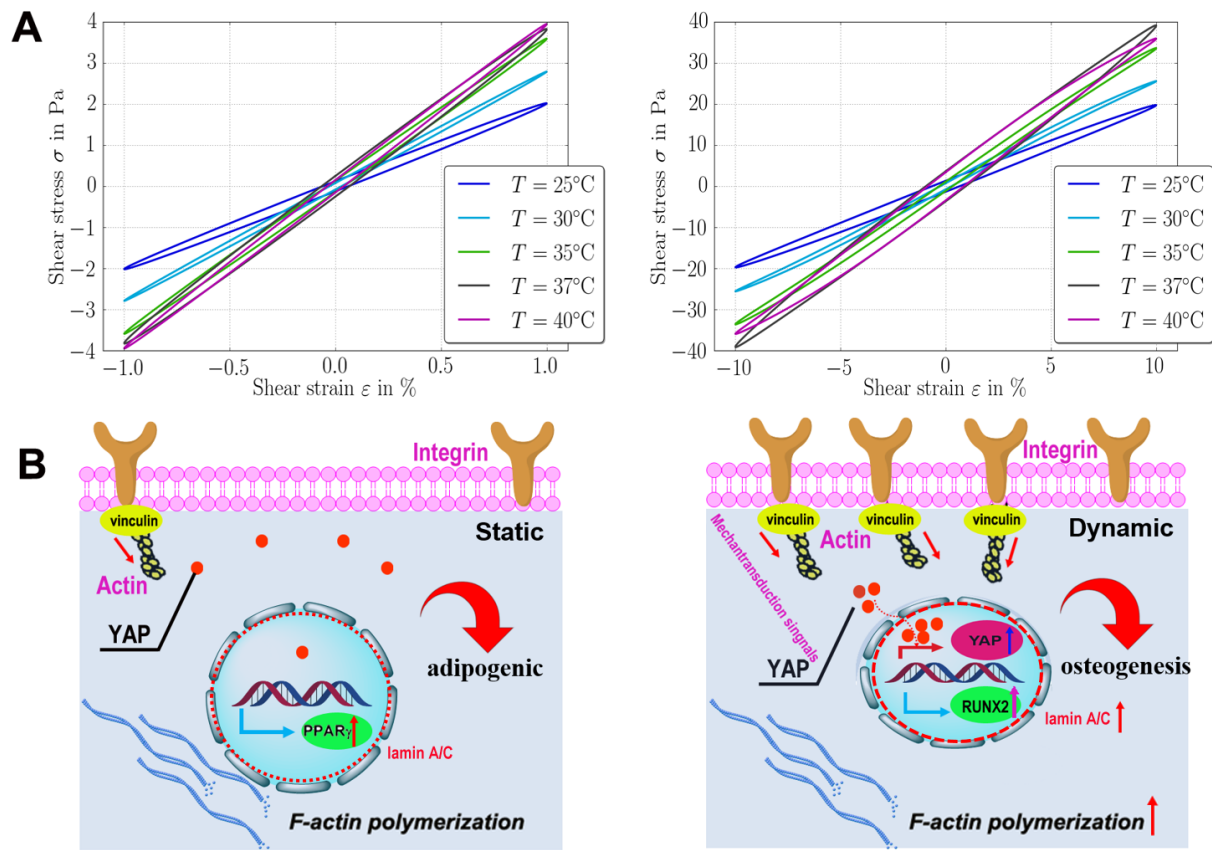 A
Shear stress σ in Pa
4
3
2
1
0
−1
−2
−3
−4
−1.0
−0.5
0.0
0.5
1.0
Shear strain ε in %
T = 25°C
T = 30°C
T = 35°C
T = 37°C
T = 40°C
Shear stress σ in Pa
40
30
20
10
0
−10
−20
−30
−40
−10
−5
0
5
10
Shear strain ε in %
T = 25°C
T = 30°C
T = 35°C
T = 37°C
T = 40°C
B
Integrin
vinculin
Static
Actin
YAP
adipogenic
PPARγ
lamin A/C
F-actin polymerization
Integrin
vinculin
vinculin
vinculin
Dynamic
Actin
Mechantransduction singnals
YAP
YAP
osteogenesis
RUNX2
lamin A/C
F-actin polymerization